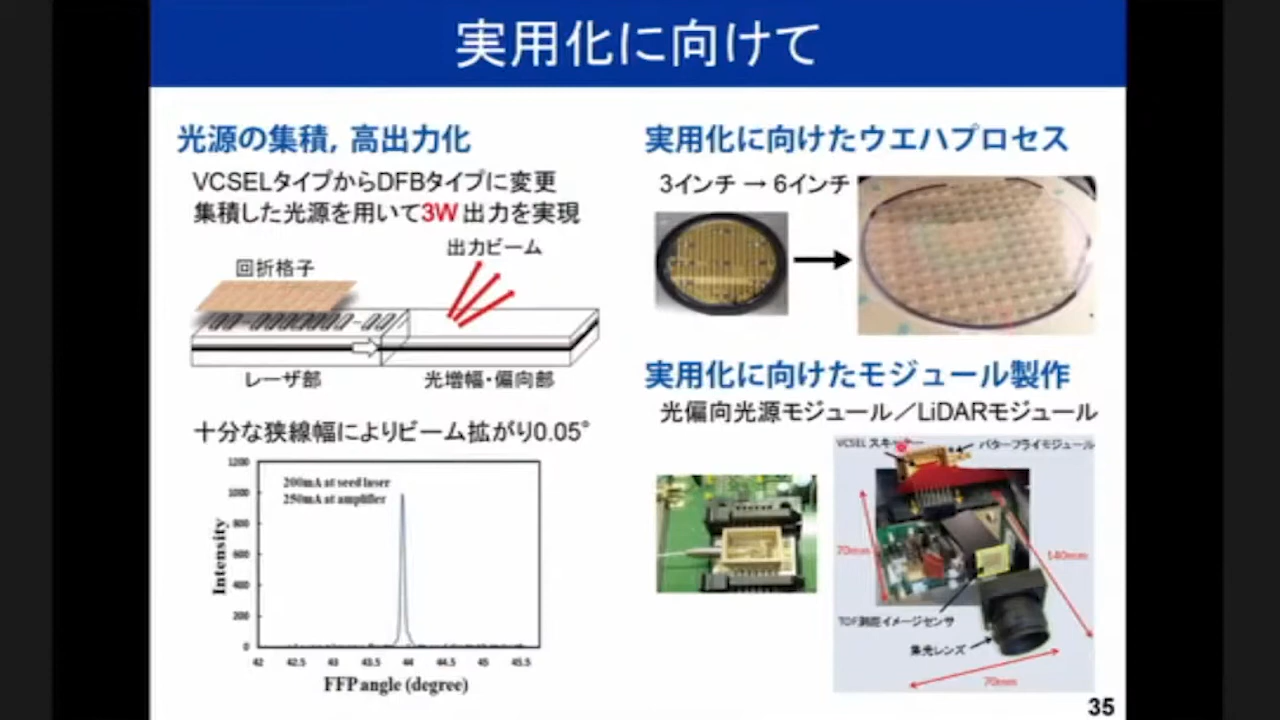 実用化に向けて
光源の集積, 高出力化
VCSELタイプからDFBタイプに変更
集積した光源を用いて3W 出力を実現
出力ビーム
回折格子
レーザ部
光増幅・偏向部
十分な狭線幅によりビーム拡がり0.05°
1200
1000
800
600
400
200
0
Intensity
200mA at seed laser
250mA at amplifier
42 42.5 43 43.5 44 44.5 45 45.5
FFP angle (degree)
実用化に向けたウエハプロセス
3インチ → 6インチ
実用化に向けたモジュール製作
光偏向光源モジュール／LiDARモジュール
VCSEL
バタフライモジュール
70mm
140mm
TOF測距イメージセンサ
集光レンズ
70mm
35